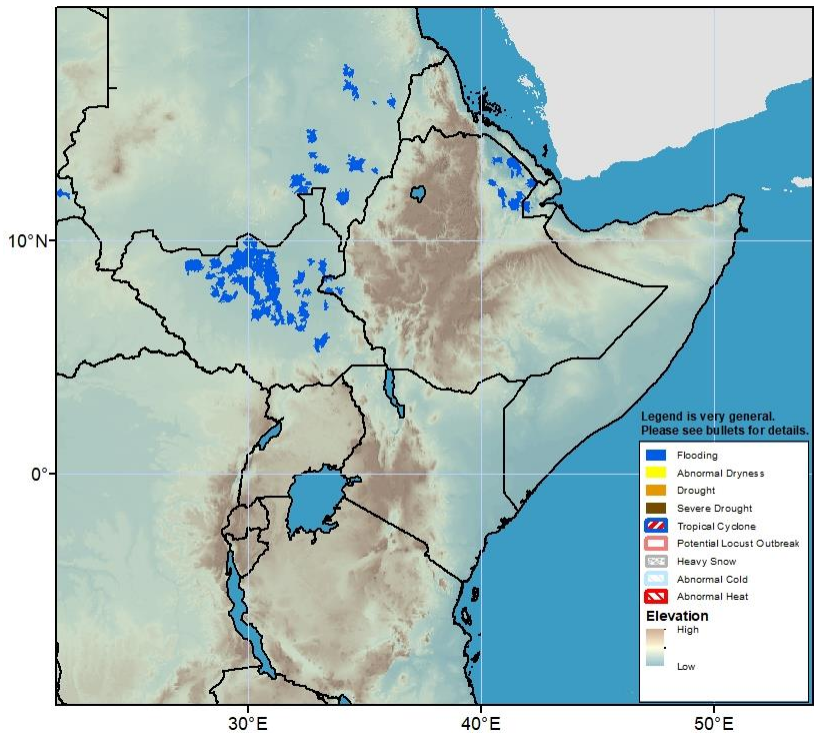 10°N
0°
30°E
40°E
50°E
Legend is very general.
Please see bullets for details.
Flooding
Abnormal Dryness
Drought
Severe Drought
Tropical Cyclone
Potential Locust Outbreak
Heavy Snow
Abnormal Cold
Abnormal Heat
Elevation
High
Low